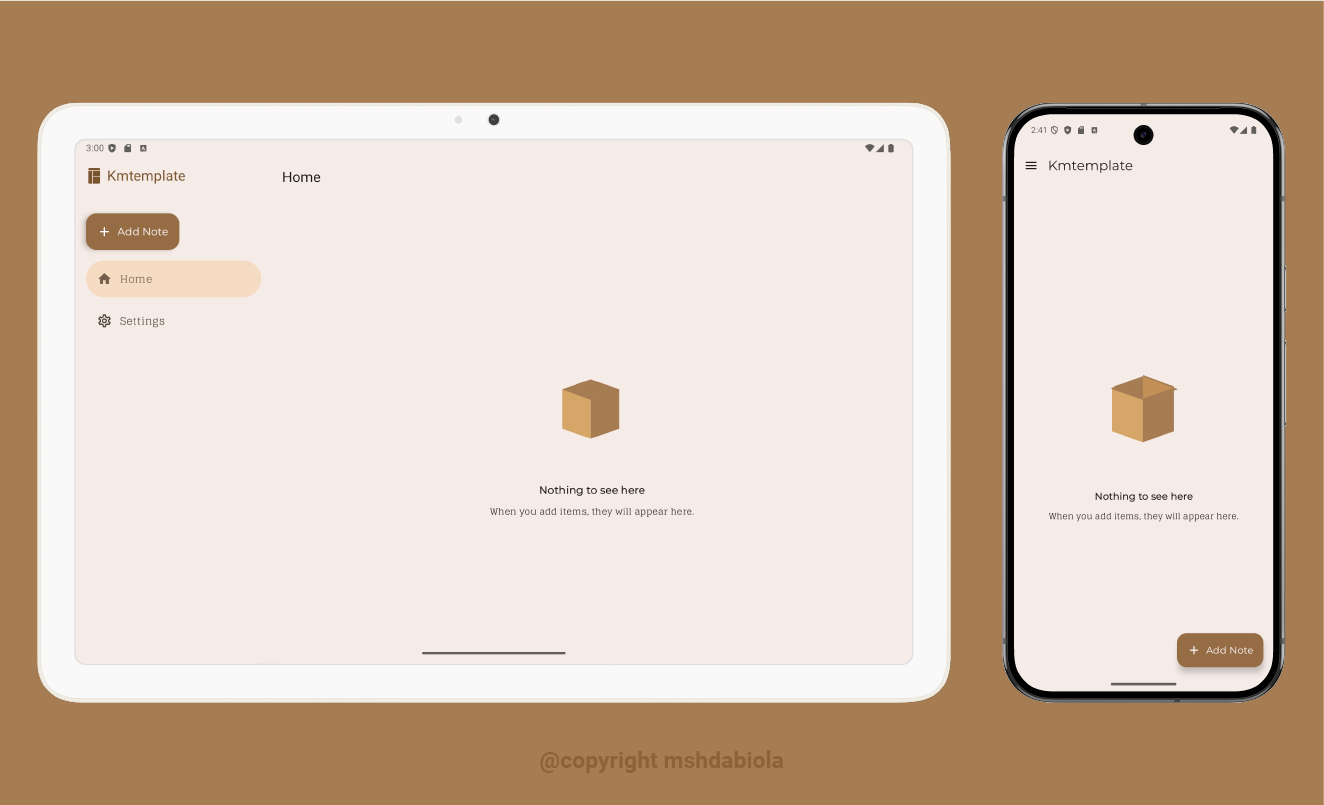 3:00
Kmtemplate
Home
Add Note
Home
Settings
Nothing to see here
When you add items, they will appear here.
2:41
Kmtemplate
Nothing to see here
When you add items, they will appear here.
Add Note
@copyright mshdabiola